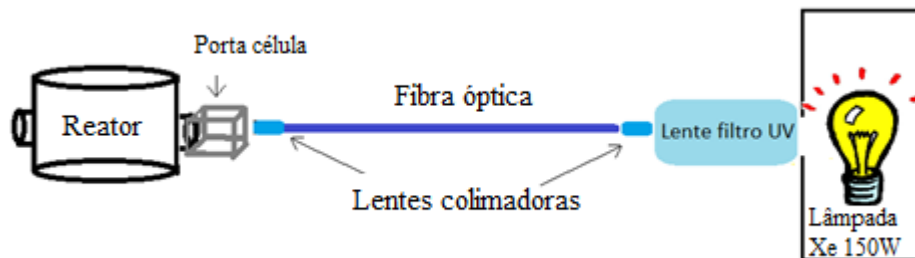 Porta célula
Reator
Fibra óptica
Lentes colimadoras
Lente filtro UV
Lâmpada
Xe 150W